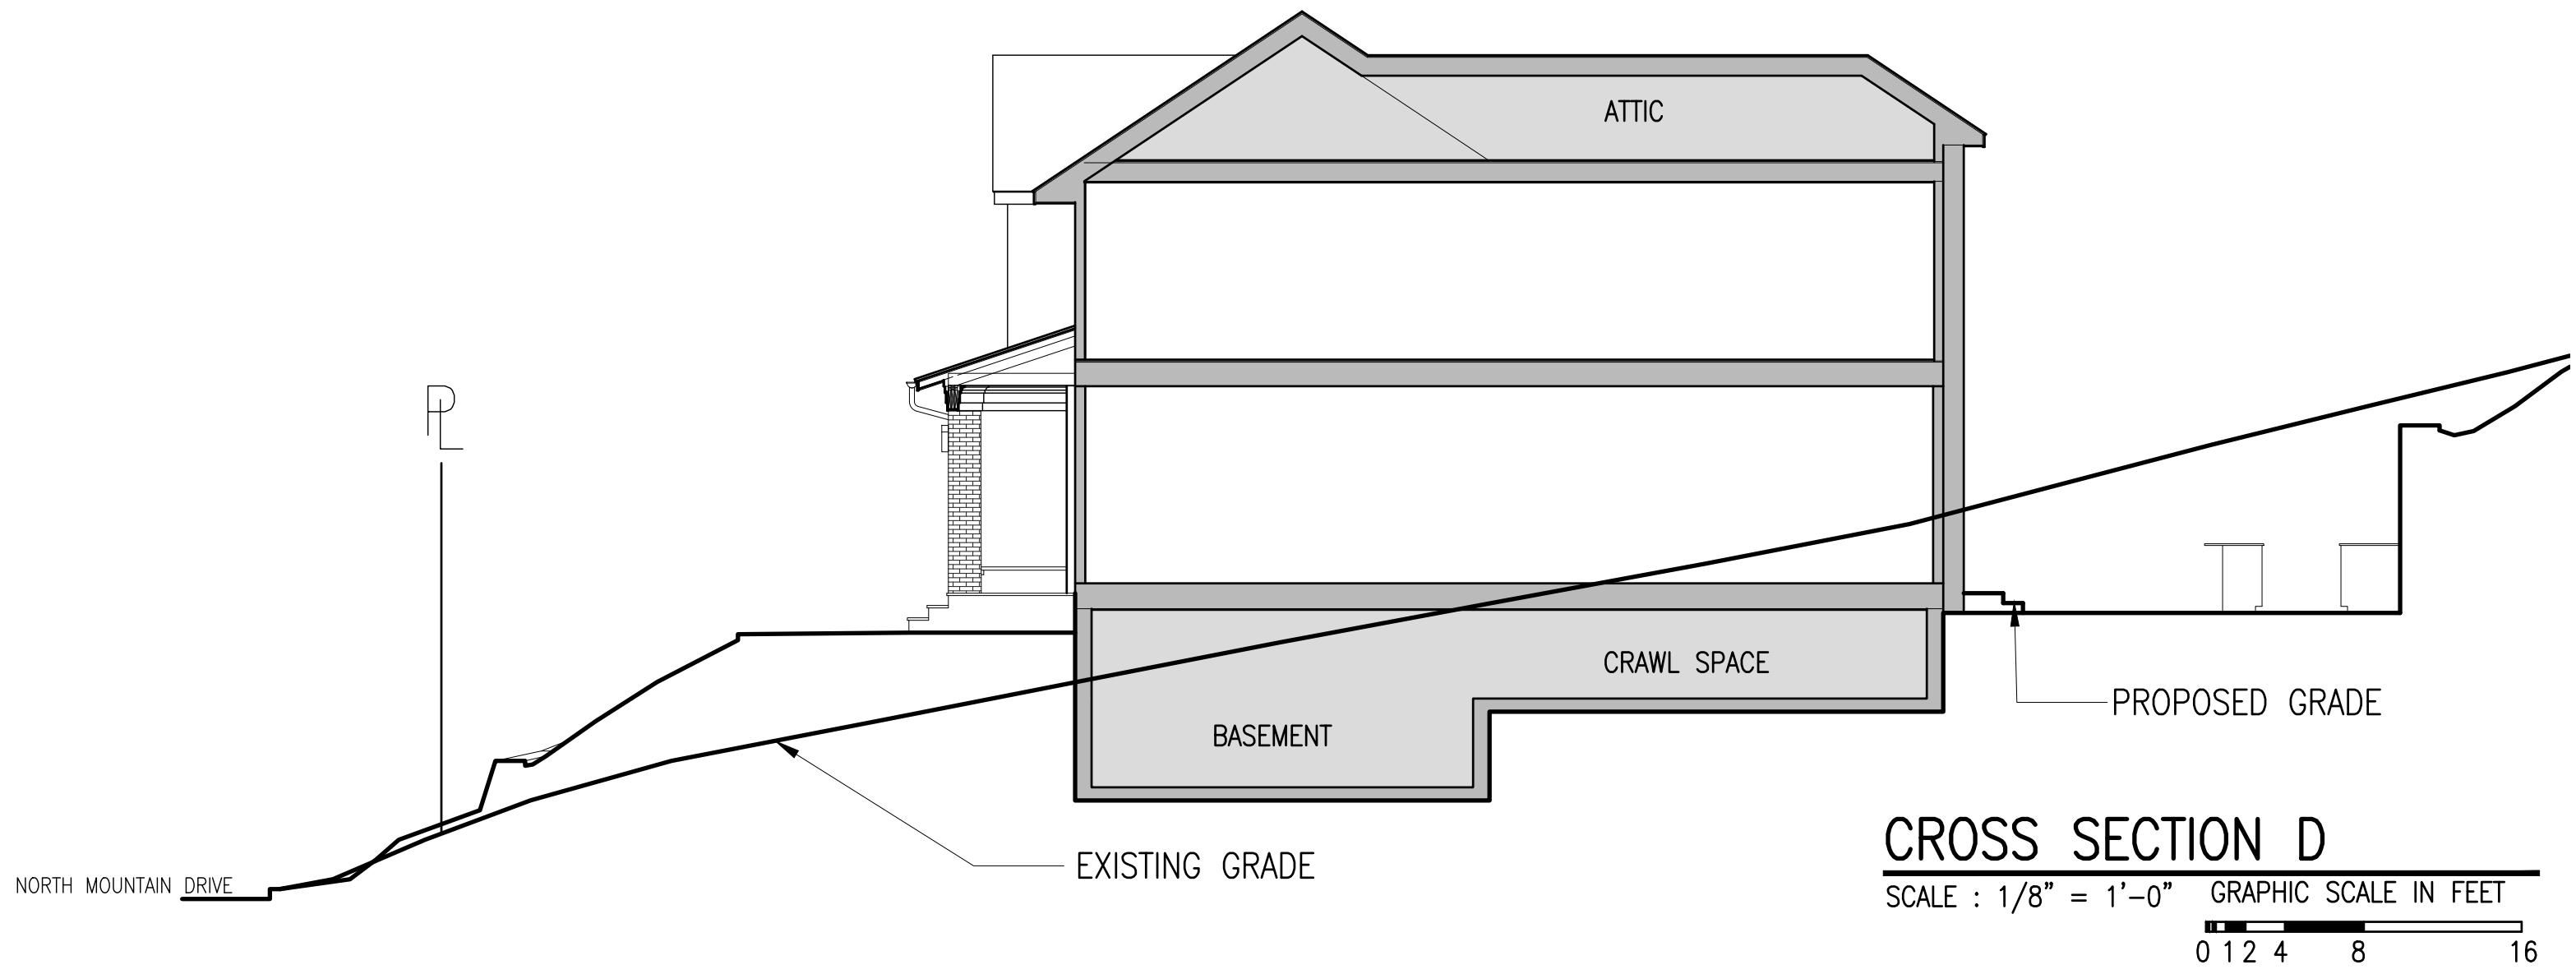 ATTIC
PL
CRAWL SPACE
PROPOSED GRADE
BASEMENT
EXISTING GRADE
NORTH MOUNTAIN DRIVE
CROSS SECTION D
SCALE : 1/8" = 1'-0"
GRAPHIC SCALE IN FEET
0 1 2 4 8 16